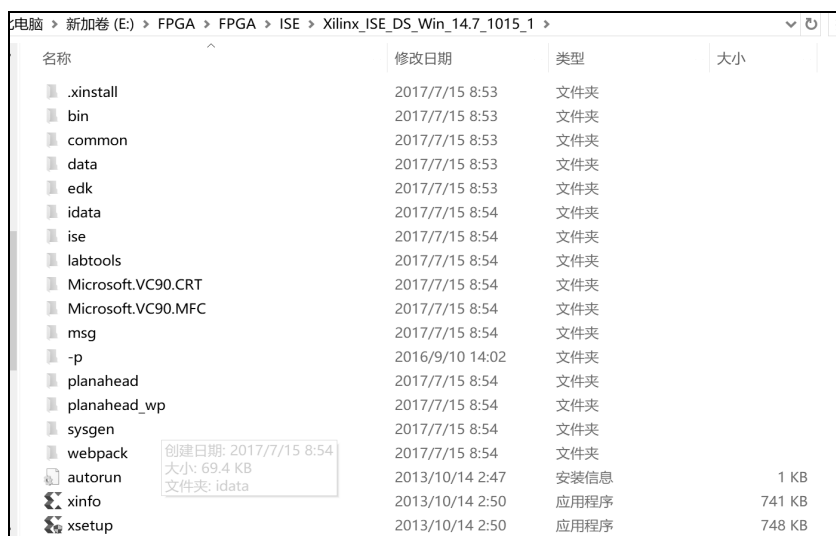 电脑 > 新加卷 (E:) > FPGA > FPGA > ISE > Xilinx_ISE_DS_Win_14.7_1015_1 >
名称 修改日期 类型 大小
.xinstall 2017/7/15 8:53 文件夹
bin 2017/7/15 8:53 文件夹
common 2017/7/15 8:53 文件夹
data 2017/7/15 8:53 文件夹
edk 2017/7/15 8:53 文件夹
idata 2017/7/15 8:54 文件夹
ise 2017/7/15 8:54 文件夹
labtools 2017/7/15 8:54 文件夹
Microsoft.VC90.CRT 2017/7/15 8:54 文件夹
Microsoft.VC90.MFC 2017/7/15 8:54 文件夹
msg 2017/7/15 8:54 文件夹
-p 2016/9/10 14:02 文件夹
planahead 2017/7/15 8:54 文件夹
planahead_wp 2017/7/15 8:54 文件夹
sysgen 2017/7/15 8:54 文件夹
webpack 2017/7/15 8:54 文件夹
创建日期: 2017/7/15 8:54
大小: 69.4 KB
文件夹: idata
autorun 2013/10/14 2:47 安装信息 1 KB
xinfo 2013/10/14 2:50 应用程序 741 KB
xsetup 2013/10/14 2:50 应用程序 748 KB